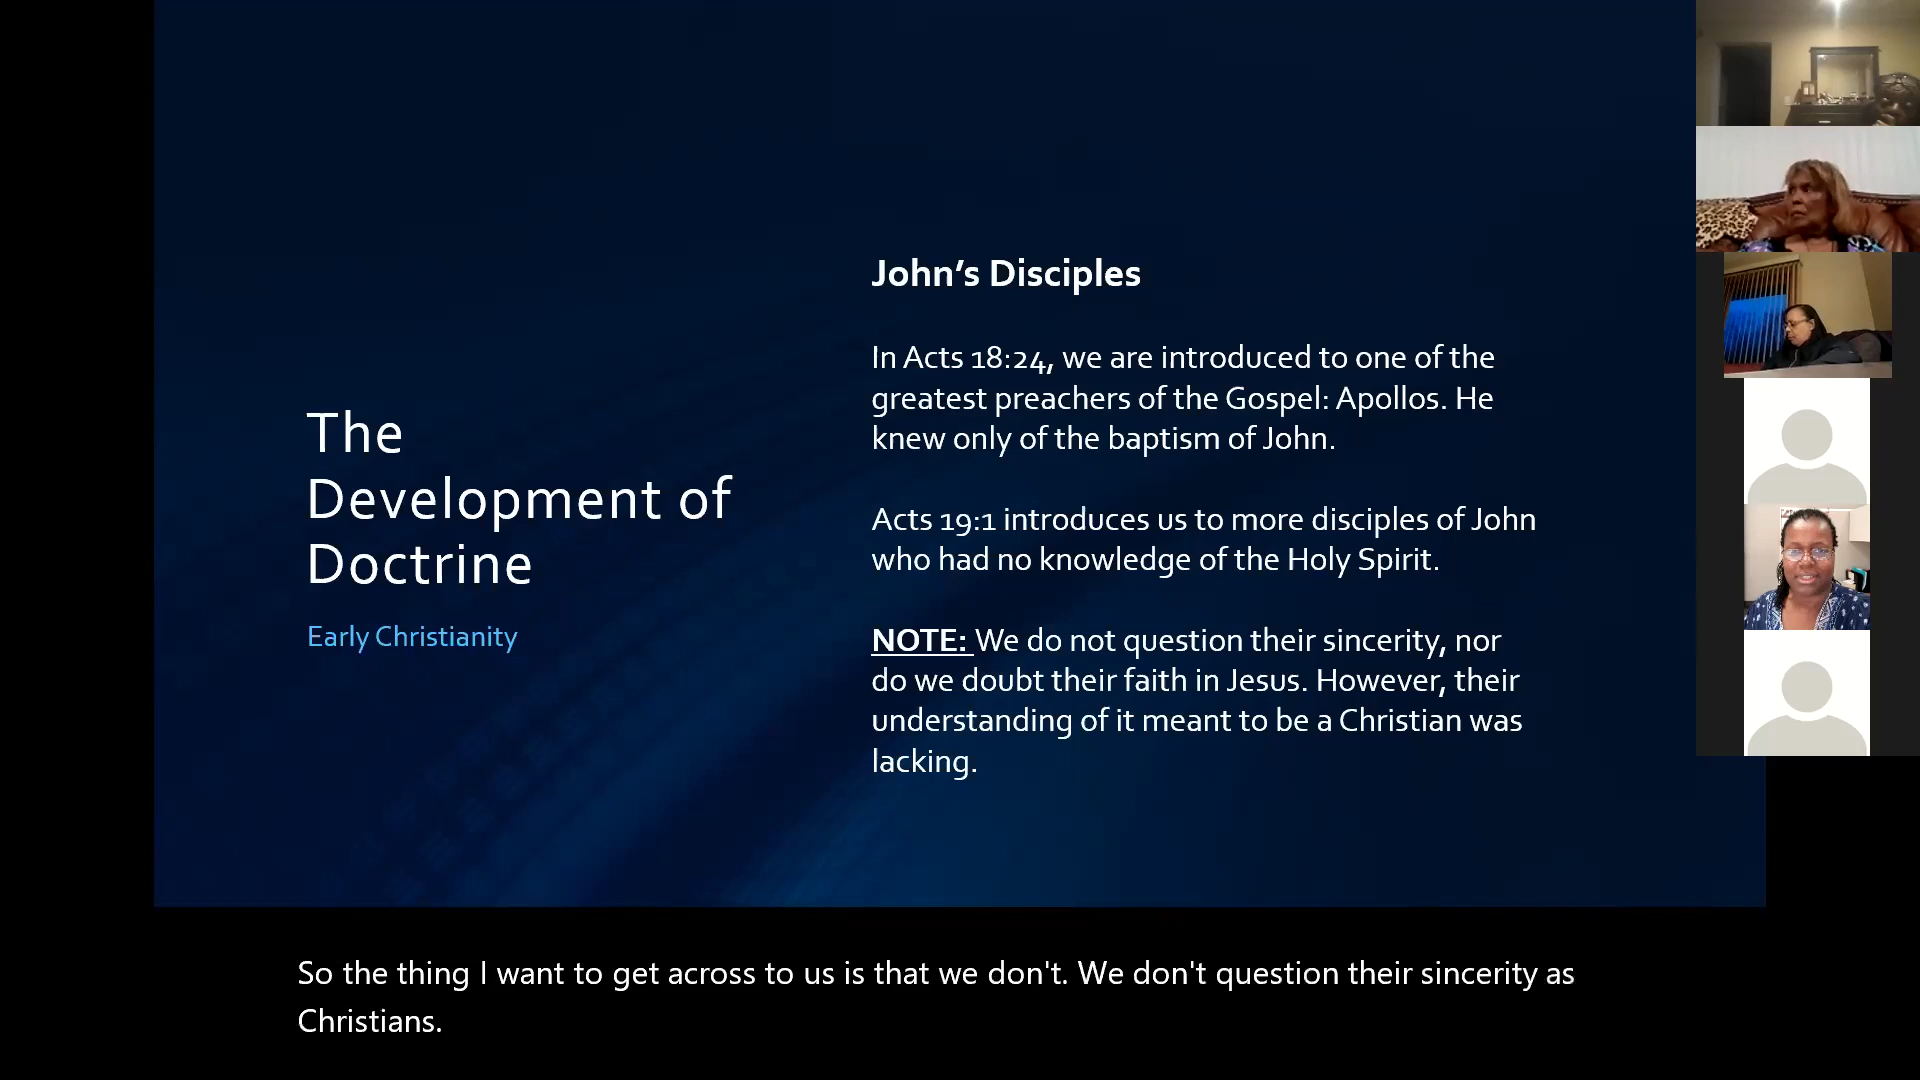 The
Development of
Doctrine
Early Christianity
John’s Disciples
In Acts 18:24, we are introduced to one of the
greatest preachers of the Gospel: Apollos. He
knew only of the baptism of John.
Acts 19:1 introduces us to more disciples of John
who had no knowledge of the Holy Spirit.
NOTE: We do not question their sincerity, nor
do we doubt their faith in Jesus. However, their
understanding of it meant to be a Christian was
lacking.
So the thing I want to get across to us is that we don't. We don't question their sincerity as
Christians.